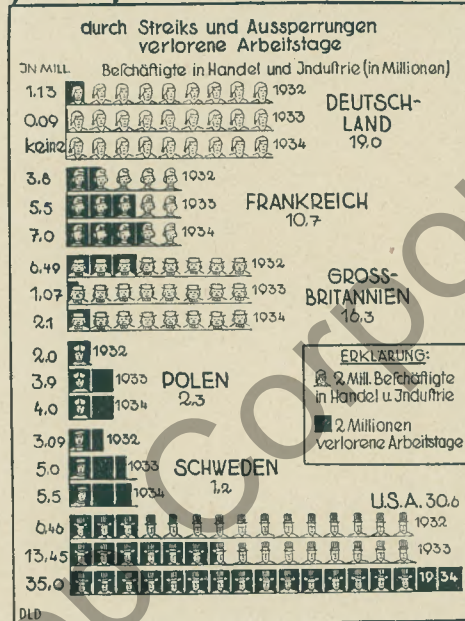 durch Streiks und Aussperrungen
verlorene Arbeitstage
IN MILL. Beschäftigte in Handel und Industrie (in Millionen)
1.13 1932
0.09 1933
keine 1934
DEUTSCH-
LAND
19.0
3.8 1932
5.5 1933
7.0 1934
FRANKREICH
10,7
6.49 1932
1,07 1933
2.1 1934
GROSS-
BRITANNIEN
16,3
2.0 1932
3.9 1933
4.0 1934
POLEN
2,3
ERKLÄRUNG:
2 Mill. Beschäftigte
in Handel u. Industrie
2 Millionen
verlorene Arbeitstage
3.09 1932
5.0 1933
5.5 1934
SCHWEDEN
1,2
U.S.A. 30.6
6.46 1932
13.45 1933
35.0 1934
DLD